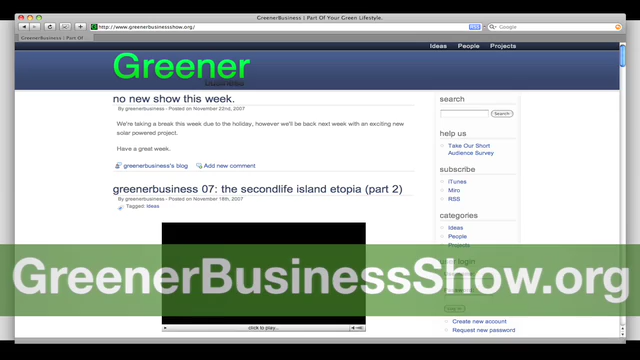 GreenerBusiness | Part Of Your Green Lifestyle.
http://www.greenerbusinessshow.org/
RSS
Google
GreenerBusiness | Part Of ...
Ideas People Projects
Greener
no new show this week.
By greenerbusiness - Posted on November 22nd, 2007
We're taking a break this week due to the holiday, however we'll be back next week with an exciting new
solar powered project.
Have a great week.
greenerbusiness's blog Add new comment
greenerbusiness 07: the secondlife island etopia (part 2)
By greenerbusiness - Posted on November 18th, 2007
Tagged: Ideas
click to play...
search
Search
help us
Take Our Short
Audience Survey
subscribe
iTunes
Miro
RSS
categories
Ideas
People
Projects
user login
GreenerBusinessShow.org
Create new account
Request new password